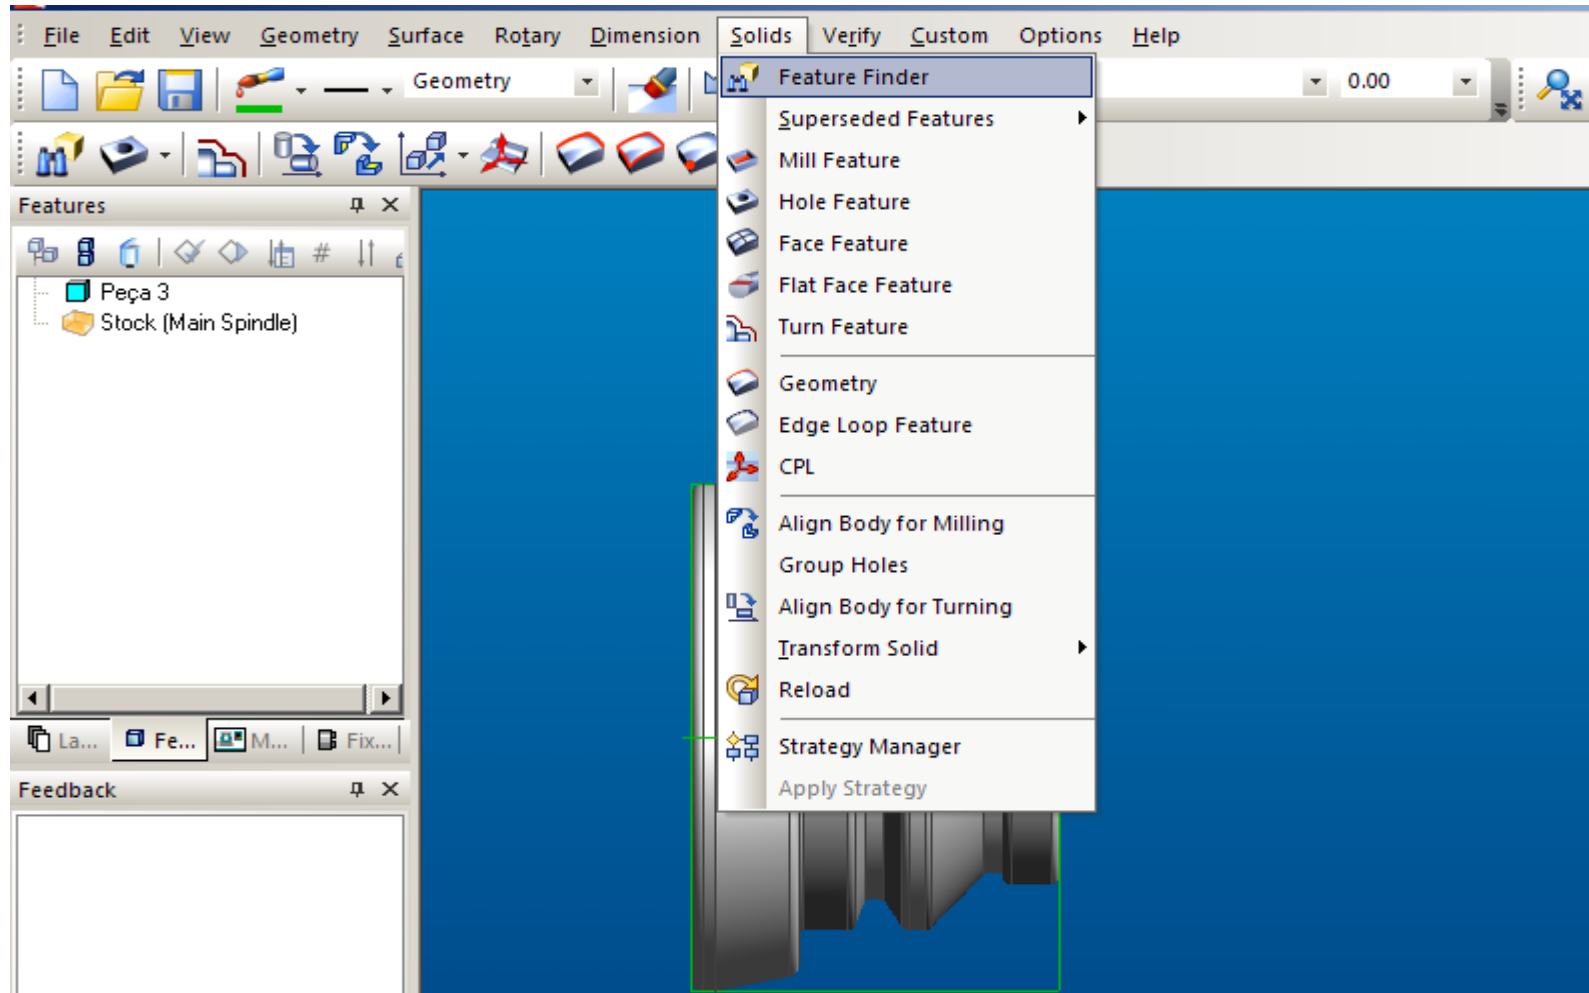 File Edit View Geometry Surface Rotary Dimension Solids Verify Custom Options Help
Geometry
0.00
Feature Finder
Superseded Features
Mill Feature
Hole Feature
Face Feature
Flat Face Feature
Turn Feature
Geometry
Edge Loop Feature
CPL
Align Body for Milling
Group Holes
Align Body for Turning
Transform Solid
Reload
Strategy Manager
Apply Strategy
Features
#
Peça 3
Stock (Main Spindle)
La... Fe... M... Fix...
Feedback